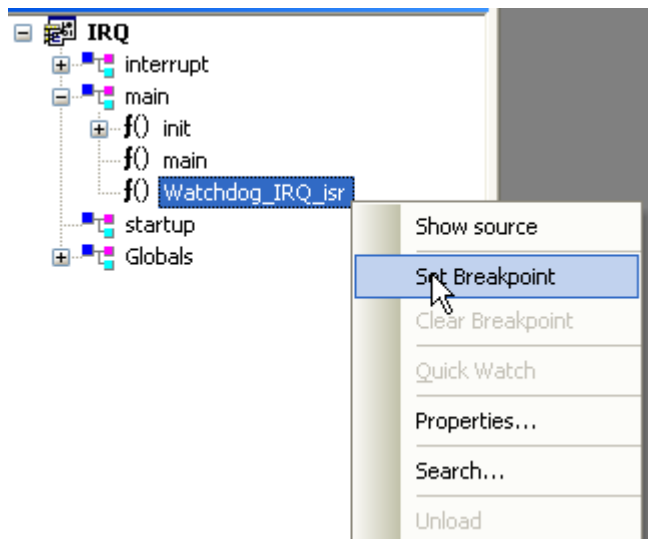 IRQ
interrupt
main
f() init
f() main
f() Watchdog_IRQ_isr
startup
Globals
Show source
Set Breakpoint
Clear Breakpoint
Quick Watch
Properties...
Search...
Unload